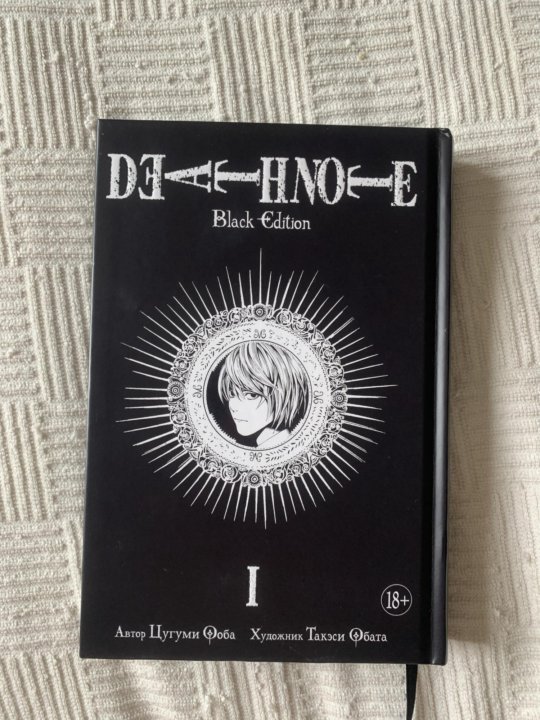 DEATH NOTE
Black Edition
I
18+
Автор Цугуми Ооба Художник Такэси Обата